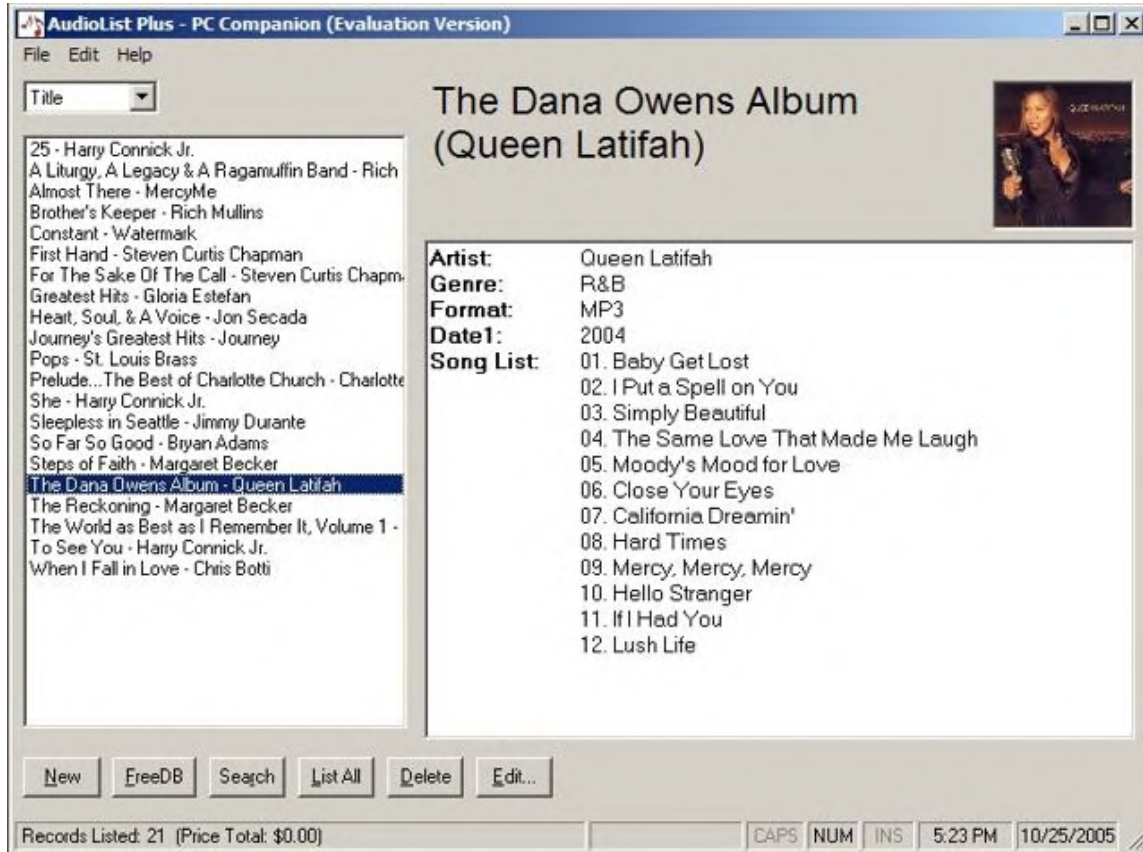 AudioList Plus - PC Companion (Evaluation Version)
File Edit Help
Title
The Dana Owens Album
(Queen Latifah)
QUEEN LATIFAH
25 - Harry Connick Jr.
A Liturgy, A Legacy & A Ragamuffin Band - Rich
Almost There - MercyMe
Brother's Keeper - Rich Mullins
Constant - Watermark
First Hand - Steven Curtis Chapman
For The Sake Of The Call - Steven Curtis Chapm
Greatest Hits - Gloria Estefan
Heart, Soul, & A Voice - Jon Secada
Journey's Greatest Hits - Journey
Pops - St. Louis Brass
Prelude...The Best of Charlotte Church - Charlotte
She - Harry Connick Jr.
Sleepless in Seattle - Jimmy Durante
So Far So Good - Bryan Adams
Steps of Faith - Margaret Becker
The Dana Owens Album - Queen Latifah
The Reckoning - Margaret Becker
The World as Best as I Remember It, Volume 1 -
To See You - Harry Connick Jr.
When I Fall in Love - Chris Botti
Artist: Queen Latifah
Genre: R&B
Format: MP3
Date1: 2004
Song List: 01. Baby Get Lost
02. I Put a Spell on You
03. Simply Beautiful
04. The Same Love That Made Me Laugh
05. Moody's Mood for Love
06. Close Your Eyes
07. California Dreamin'
08. Hard Times
09. Mercy, Mercy, Mercy
10. Hello Stranger
11. If I Had You
12. Lush Life
New FreeDB Search List All Delete Edit...
Records Listed: 21 (Price Total: $0.00) CAPS NUM INS 5:23 PM 10/25/2005